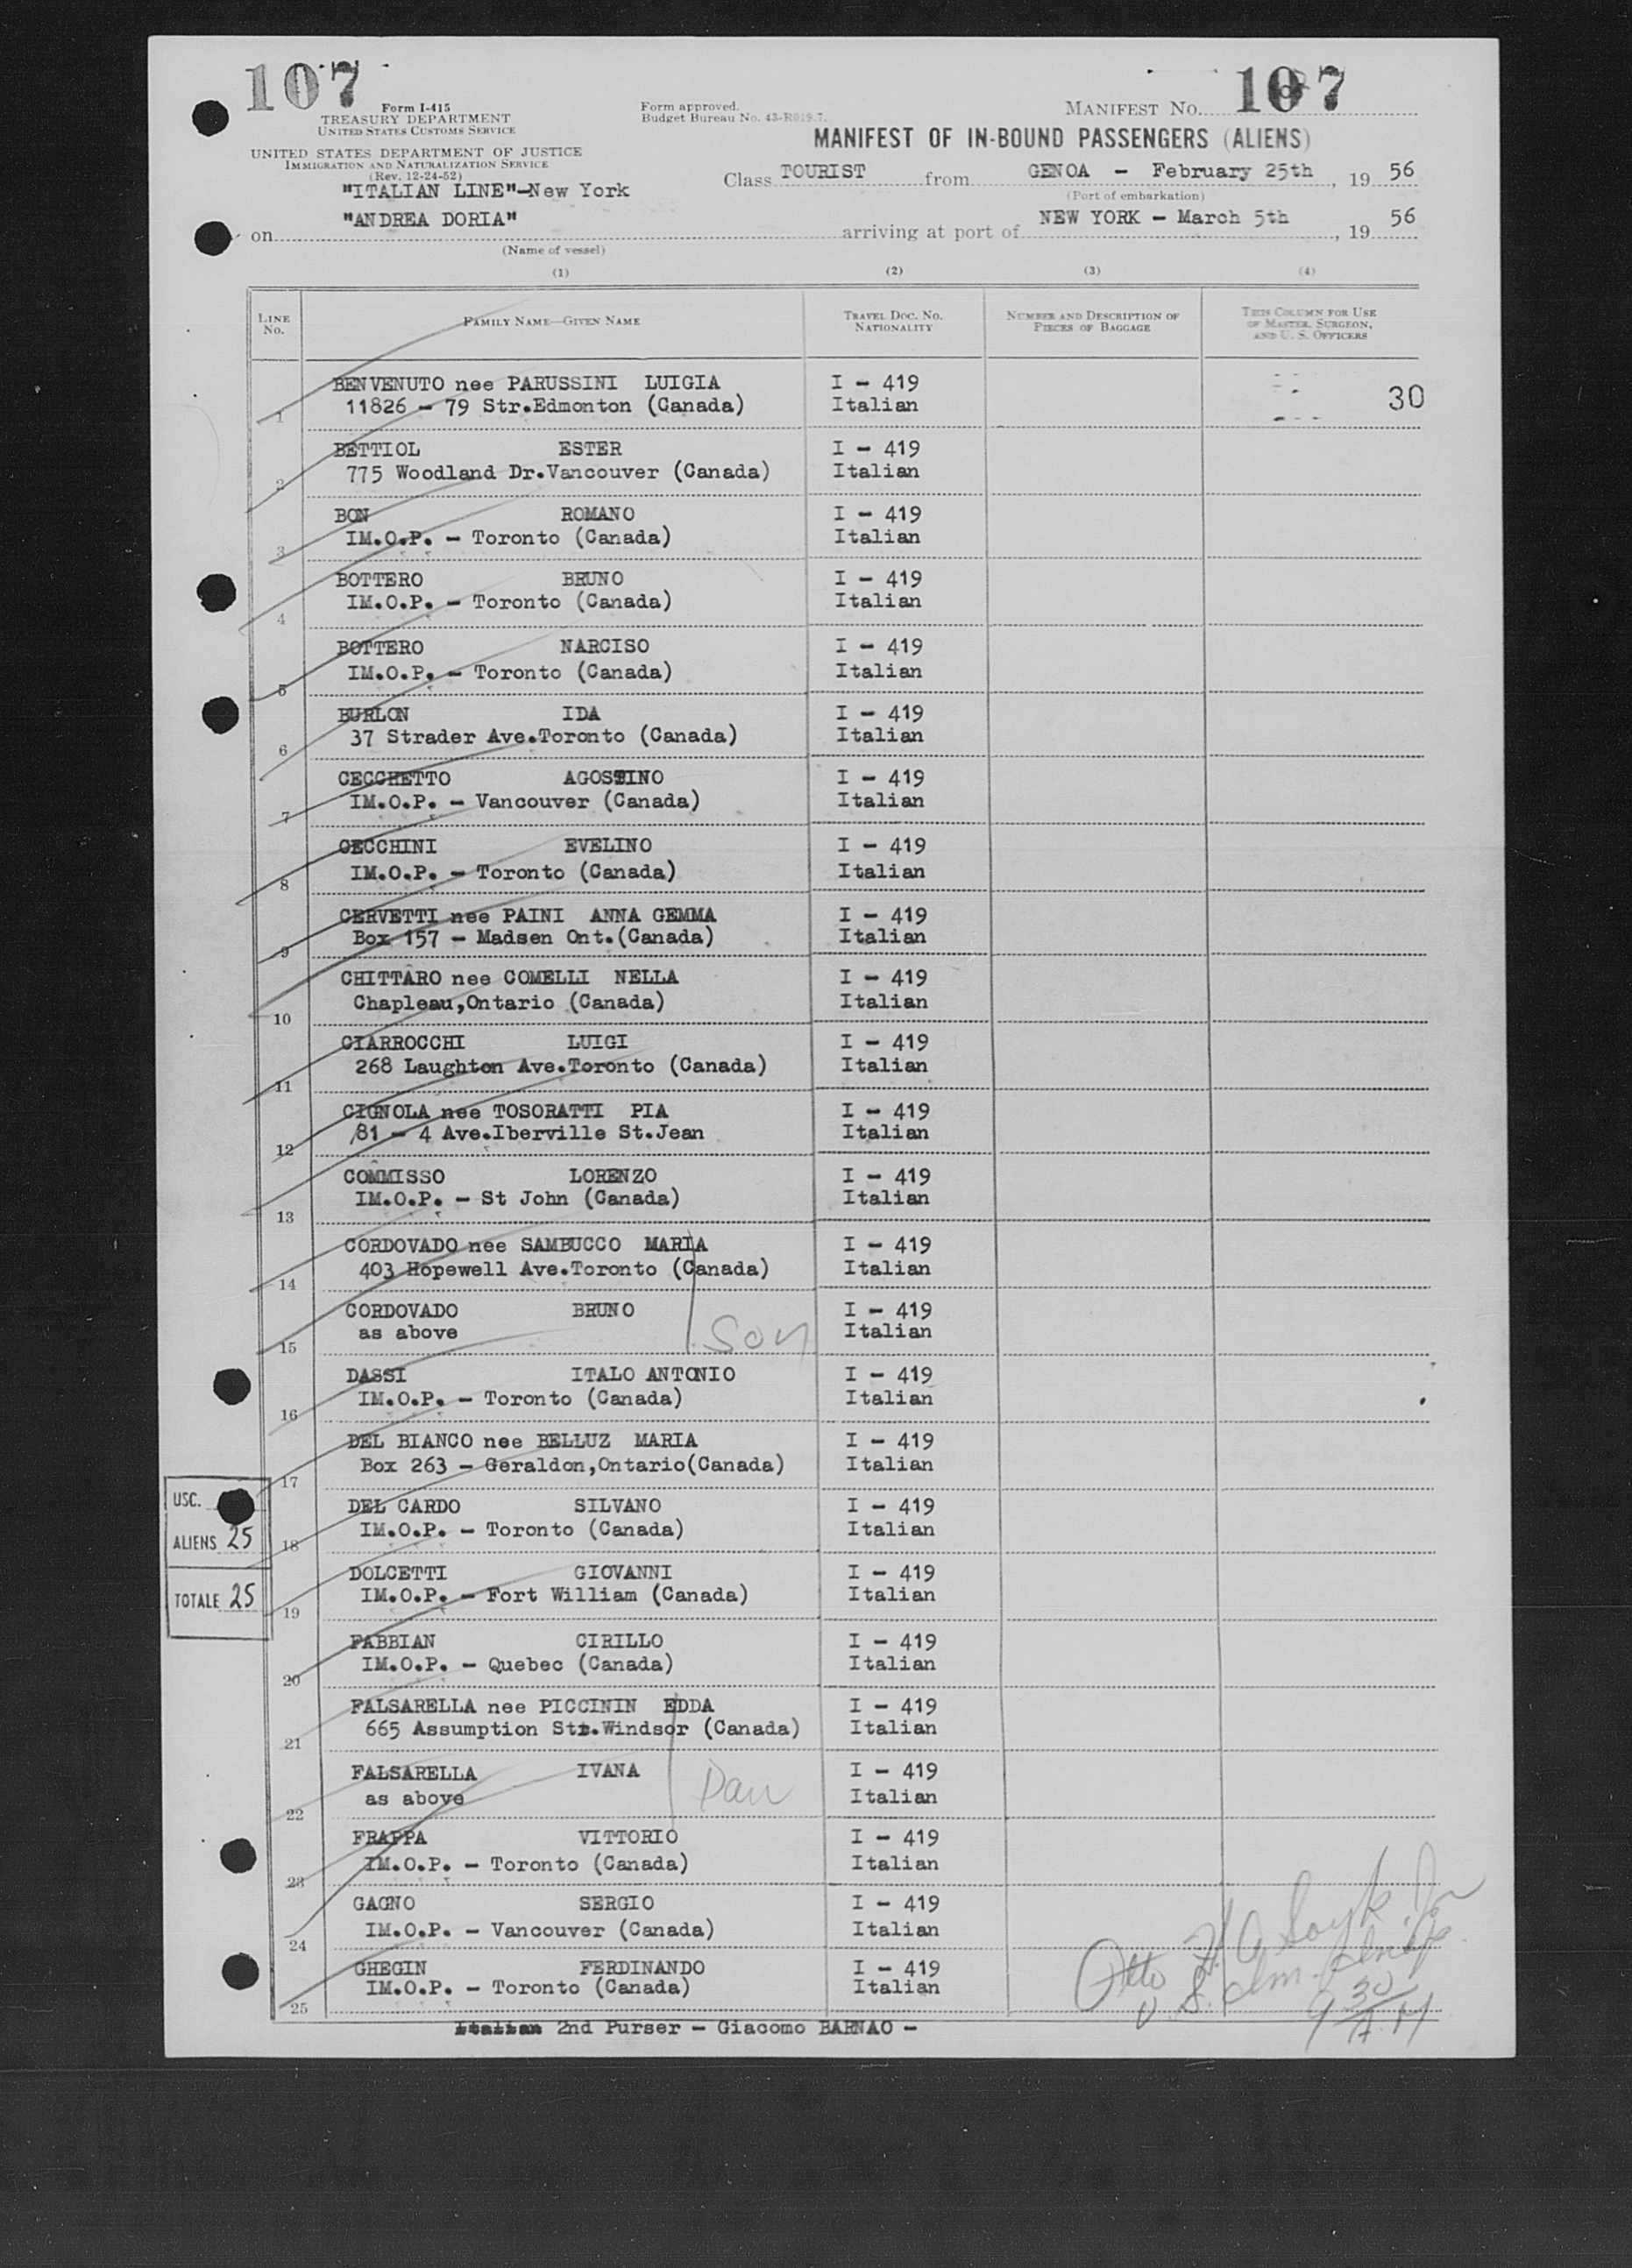 107
107
Form I-415
TREASURY DEPARTMENT
UNITED STATES CUSTOMS SERVICE
UNITED STATES DEPARTMENT OF JUSTICE
IMMIGRATION AND NATURALIZATION SERVICE
(Rev. 12-24-52)
Form approved.
Budget Bureau No. 43-R019.7.
MANIFEST NO.
MANIFEST OF IN-BOUND PASSENGERS (ALIENS)
"ITALIAN LINE"-New York
Class TOURIST from GENOA - February 25th, 19 56
(Port of embarkation)
on "ANDREA DORIA" arriving at port of NEW YORK - March 5th, 19 56
(Name of vessel)
(1) (2) (3) (4)
LINE No. FAMILY NAME—GIVEN NAME TRAVEL DOC. NO. NATIONALITY NUMBER AND DESCRIPTION OF PIECES OF BAGGAGE THIS COLUMN FOR USE OF MASTER, SURGEON, AND U. S. OFFICERS
BENVENUTO nee PARUSSINI LUIGIA I - 419
1 11826 - 79 Str.Edmonton (Canada) Italian 30
BETTIOL ESTER I - 419
2 775 Woodland Dr.Vancouver (Canada) Italian
BON ROMANO I - 419
3 IM.O.P. - Toronto (Canada) Italian
BOTTERO BRUNO I - 419
4 IM.O.P. - Toronto (Canada) Italian
BOTTERO NARCISO I - 419
5 IM.O.P. - Toronto (Canada) Italian
BURLON IDA I - 419
6 37 Strader Ave.Toronto (Canada) Italian
CECCHETTO AGOSTINO I - 419
7 IM.O.P. - Vancouver (Canada) Italian
CECCHINI EVELINO I - 419
8 IM.O.P. - Toronto (Canada) Italian
CERVETTI nee PAINI ANNA GEMMA I - 419
9 Box 157 - Madsen Ont.(Canada) Italian
CHITTARO nee COMELLI NELLA I - 419
10 Chapleau,Ontario (Canada) Italian
CIARROCCHI LUIGI I - 419
11 268 Laughton Ave.Toronto (Canada) Italian
CIGNOLA nee TOSORATTI PIA I - 419
12 81 - 4 Ave.Iberville St.Jean Italian
COMMISSO LORENZO I - 419
13 IM.O.P. - St John (Canada) Italian
CORDOVADO nee SAMBUCCO MARIA I - 419
14 403 Hopewell Ave.Toronto (Canada) Italian
CORDOVADO BRUNO I - 419
15 as above Son Italian
DASSI ITALO ANTONIO I - 419
16 IM.O.P. - Toronto (Canada) Italian
DEL BIANCO nee BELLUZ MARIA I - 419
17 Box 263 - Geraldon,Ontario(Canada) Italian
DEL CARDO SILVANO I - 419
18 IM.O.P. - Toronto (Canada) Italian
DOLCETTI GIOVANNI I - 419
19 IM.O.P. - Fort William (Canada) Italian
FABBIAN CIRILLO I - 419
20 IM.O.P. - Quebec (Canada) Italian
FALSARELLA nee PICCININ EDDA I - 419
21 665 Assumption Str.Windsor (Canada) Italian
FALSARELLA IVANA I - 419
22 as above Dau Italian
FRAPPA VITTORIO I - 419
23 IM.O.P. - Toronto (Canada) Italian
GAGNO SERGIO I - 419
24 IM.O.P. - Vancouver (Canada) Italian
GHEGIN FERDINANDO I - 419
25 IM.O.P. - Toronto (Canada) Italian
Italian 2nd Purser - Giacomo BARNAO -
USC.
ALIENS 25
TOTALE 25
Otto
U.S. Imm.
9 30 A.M